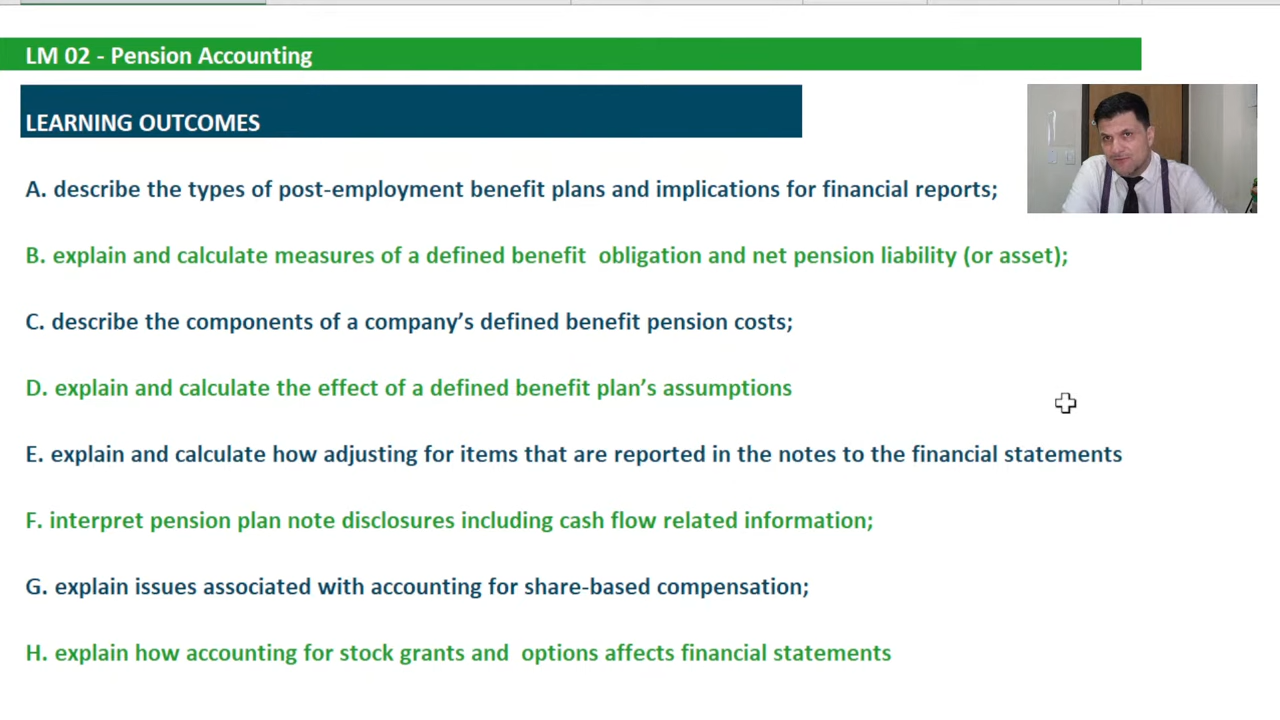 LM 02 - Pension Accounting
LEARNING OUTCOMES
A. describe the types of post-employment benefit plans and implications for financial reports;
B. explain and calculate measures of a defined benefit  obligation and net pension liability (or asset);
C. describe the components of a company’s defined benefit pension costs;
D. explain and calculate the effect of a defined benefit plan’s assumptions
E. explain and calculate how adjusting for items that are reported in the notes to the financial statements
F. interpret pension plan note disclosures including cash flow related information;
G. explain issues associated with accounting for share-based compensation;
H. explain how accounting for stock grants and  options affects financial statements